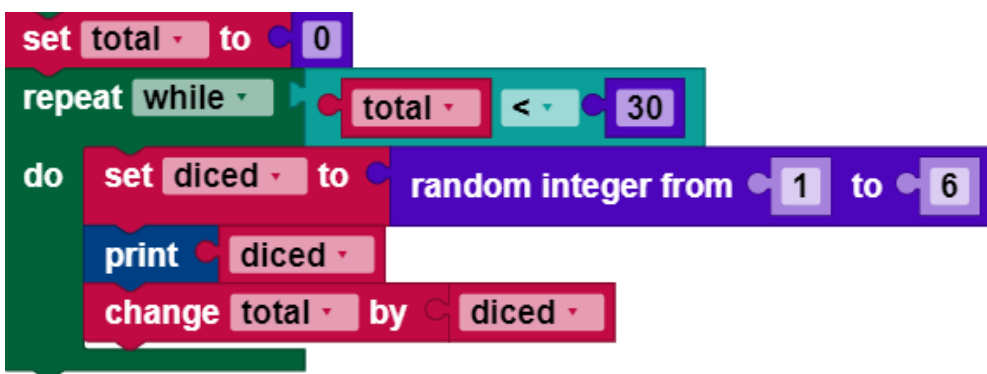 set total to 0
repeat while total < 30
do set diced to random integer from 1 to 6
print diced
change total by diced